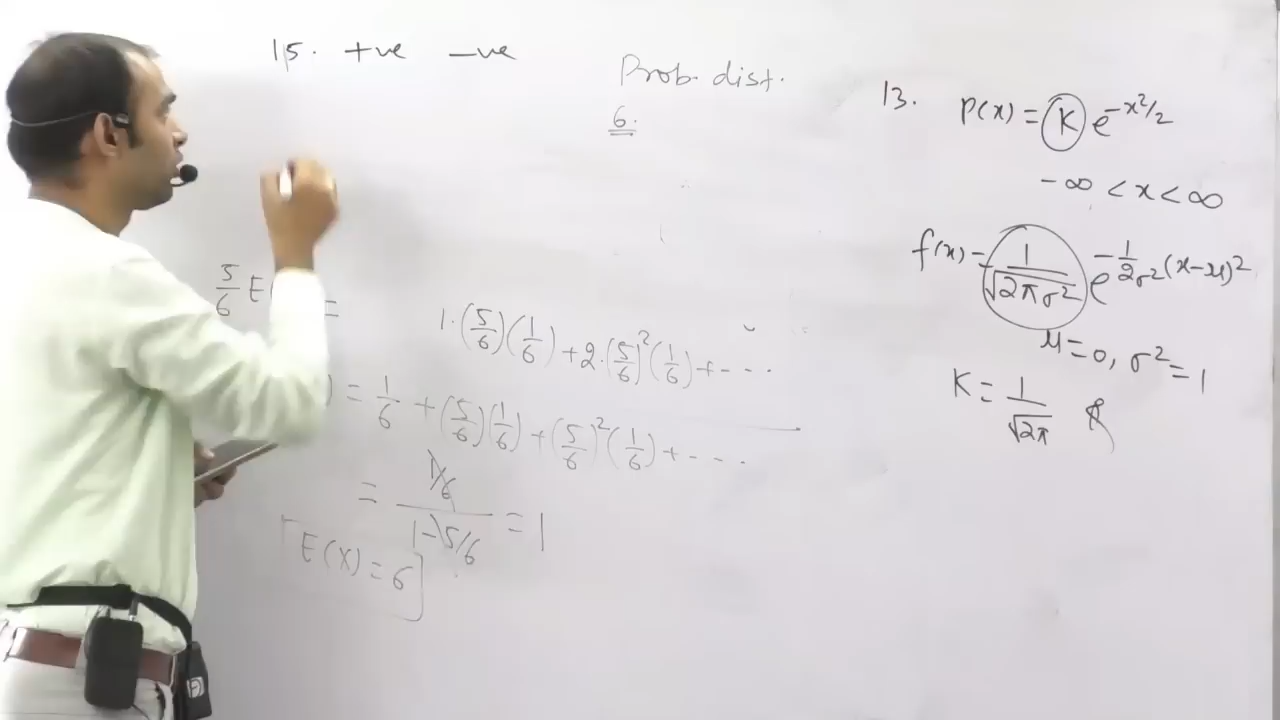 15. +ve -ve
Prob. dist.
6.
5/6 E =
1.(5/6)(1/6) + 2.(5/6)²(1/6) + - - -
) = 1/6 + (5/6)(1/6) + (5/6)²(1/6) + - - - .
= (1/6)/(1-5/6) = 1
E(X) = 6
13. P(x) = K e^(-x²/2)
-∞ < x < ∞
f(x) = 1/√(2πσ²) e^(-1/2σ² (x-μ)²)
μ=0, σ²=1
K = 1/√2π